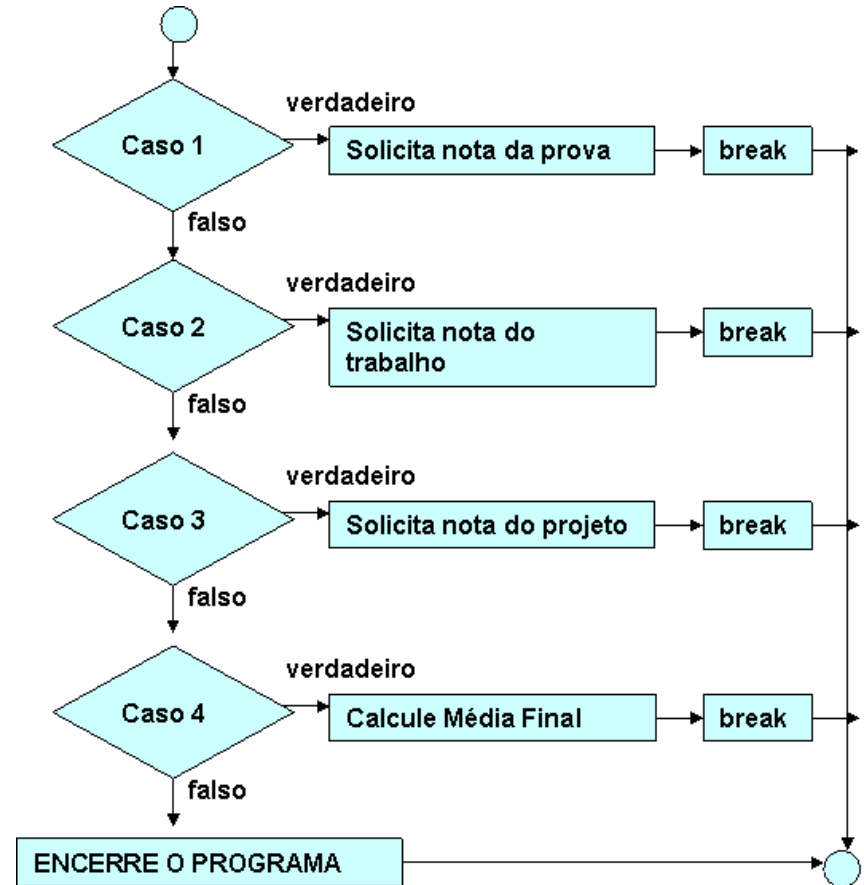 verdadeiro
Caso 1
Solicita nota da prova
break
falso
verdadeiro
Caso 2
Solicita nota do
trabalho
break
falso
verdadeiro
Caso 3
Solicita nota do projeto
break
falso
verdadeiro
Caso 4
Calcule Média Final
break
falso
ENCERRE O PROGRAMA